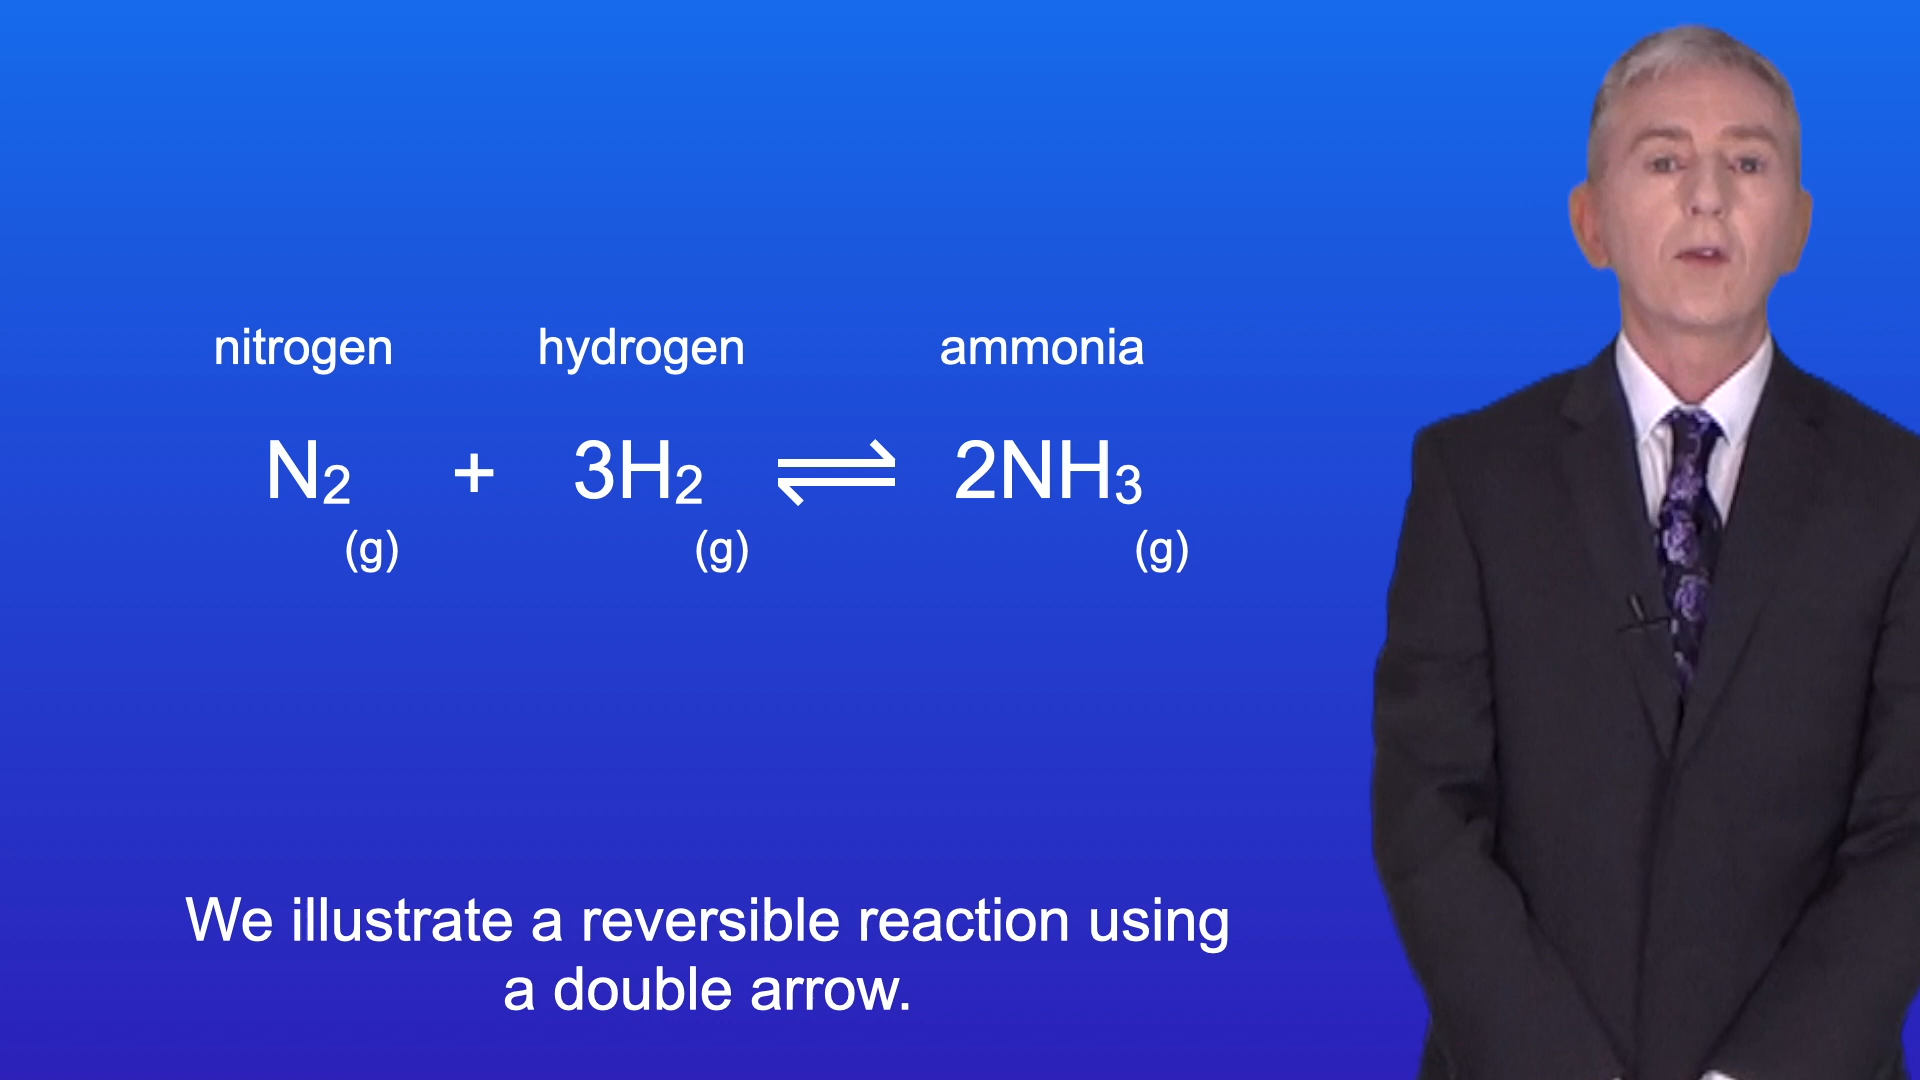 nitrogen hydrogen ammonia
N₂ + 3H₂ ⇌ 2NH₃
(g) (g) (g)
We illustrate a reversible reaction using
a double arrow.